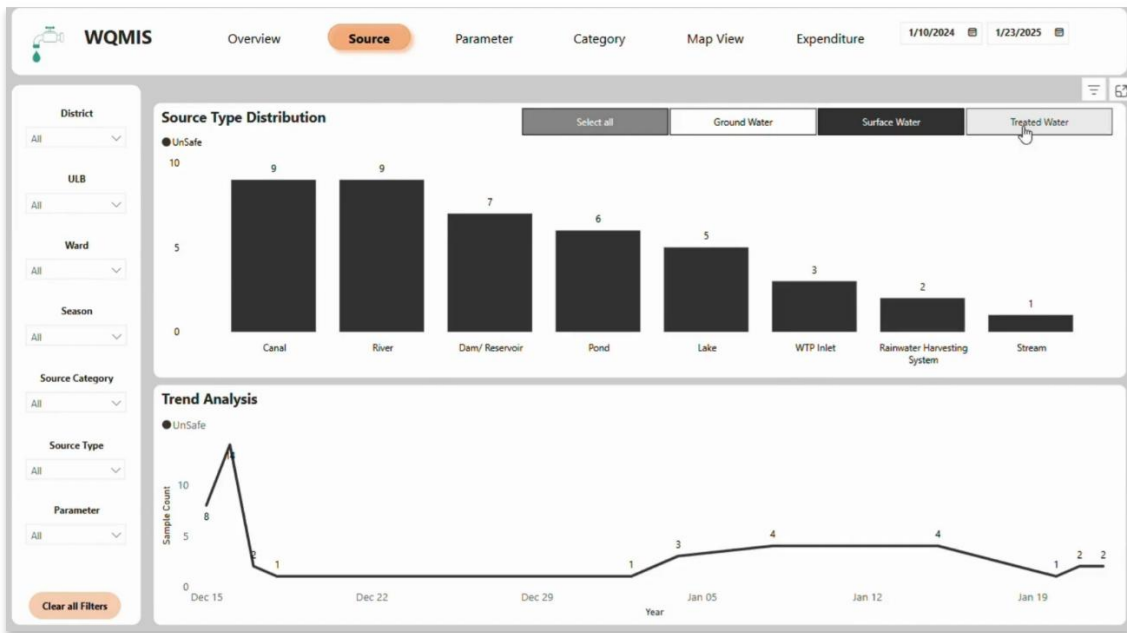 WQMIS
Overview
Source
Parameter
Category
Map View
Expenditure
1/10/2024
1/23/2025
District
All
ULB
All
Ward
All
Season
All
Source Category
All
Source Type
All
Parameter
All
Clear all Filters
Source Type Distribution
Select all
Ground Water
Surface Water
Treated Water
UnSafe
10
5
0
9
9
7
6
5
3
2
1
Canal
River
Dam/ Reservoir
Pond
Lake
WTP Inlet
Rainwater Harvesting
System
Stream
Trend Analysis
UnSafe
Sample Count
10
5
0
8
14
2
1
1
3
4
4
1
2
2
Dec 15
Dec 22
Dec 29
Jan 05
Jan 12
Jan 19
Year